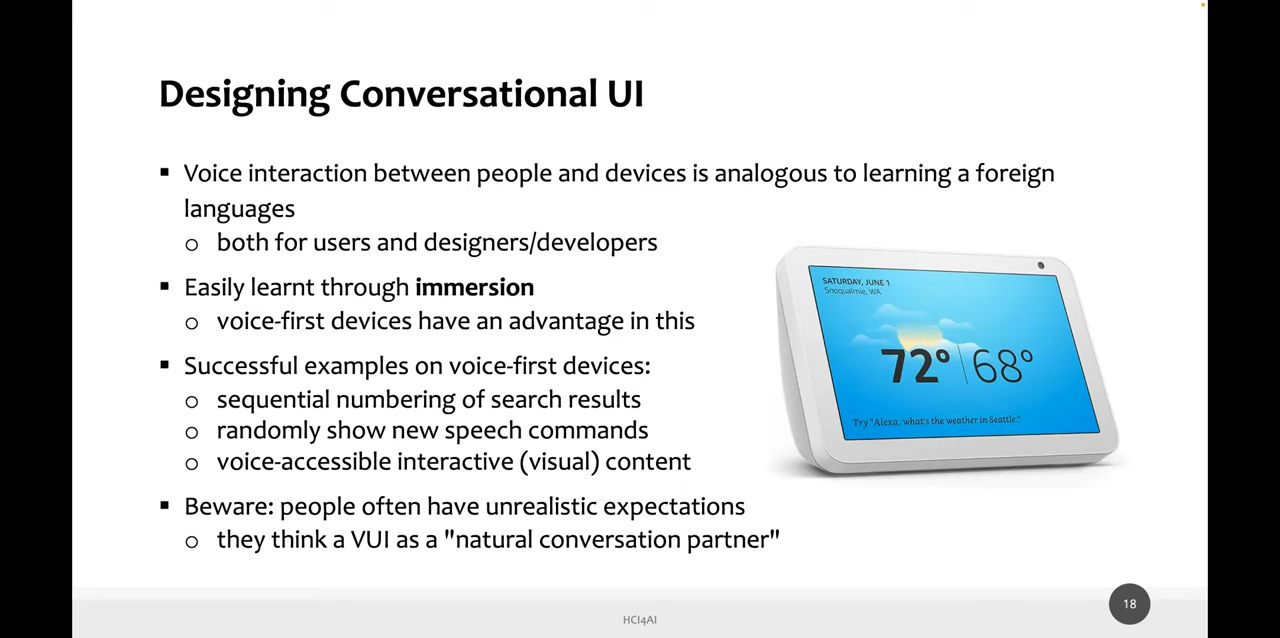 Designing Conversational UI
▪ Voice interaction between people and devices is analogous to learning a foreign
languages
o both for users and designers/developers
▪ Easily learnt through immersion
o voice-first devices have an advantage in this
▪ Successful examples on voice-first devices:
o sequential numbering of search results
o randomly show new speech commands
o voice-accessible interactive (visual) content
▪ Beware: people often have unrealistic expectations
o they think a VUI as a "natural conversation partner"
SATURDAY, JUNE 1
Snoqualmie, WA
72° 68°
Try "Alexa, what's the weather in Seattle."
HCI4AI
18